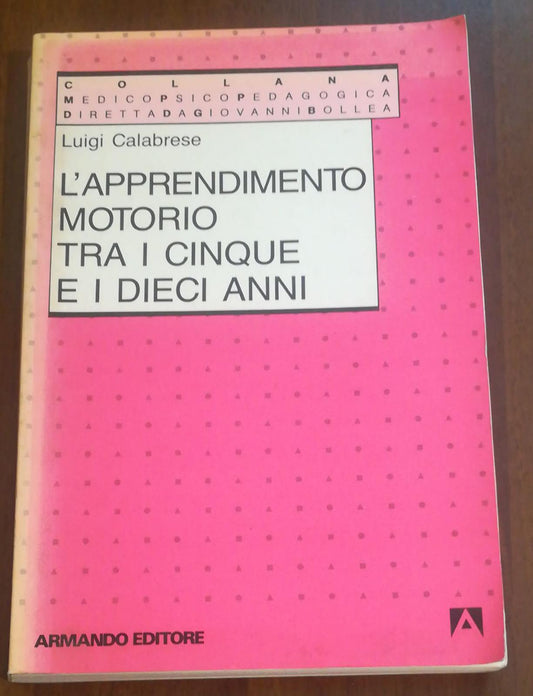 COLLANA
MEDICOPSICOPEDAGOGICA
DIRETTADAGIOVANNIBOLLEA
Luigi Calabrese
L'APPRENDIMENTO
MOTORIO
TRA I CINQUE
E I DIECI ANNI
ARMANDO EDITORE
A